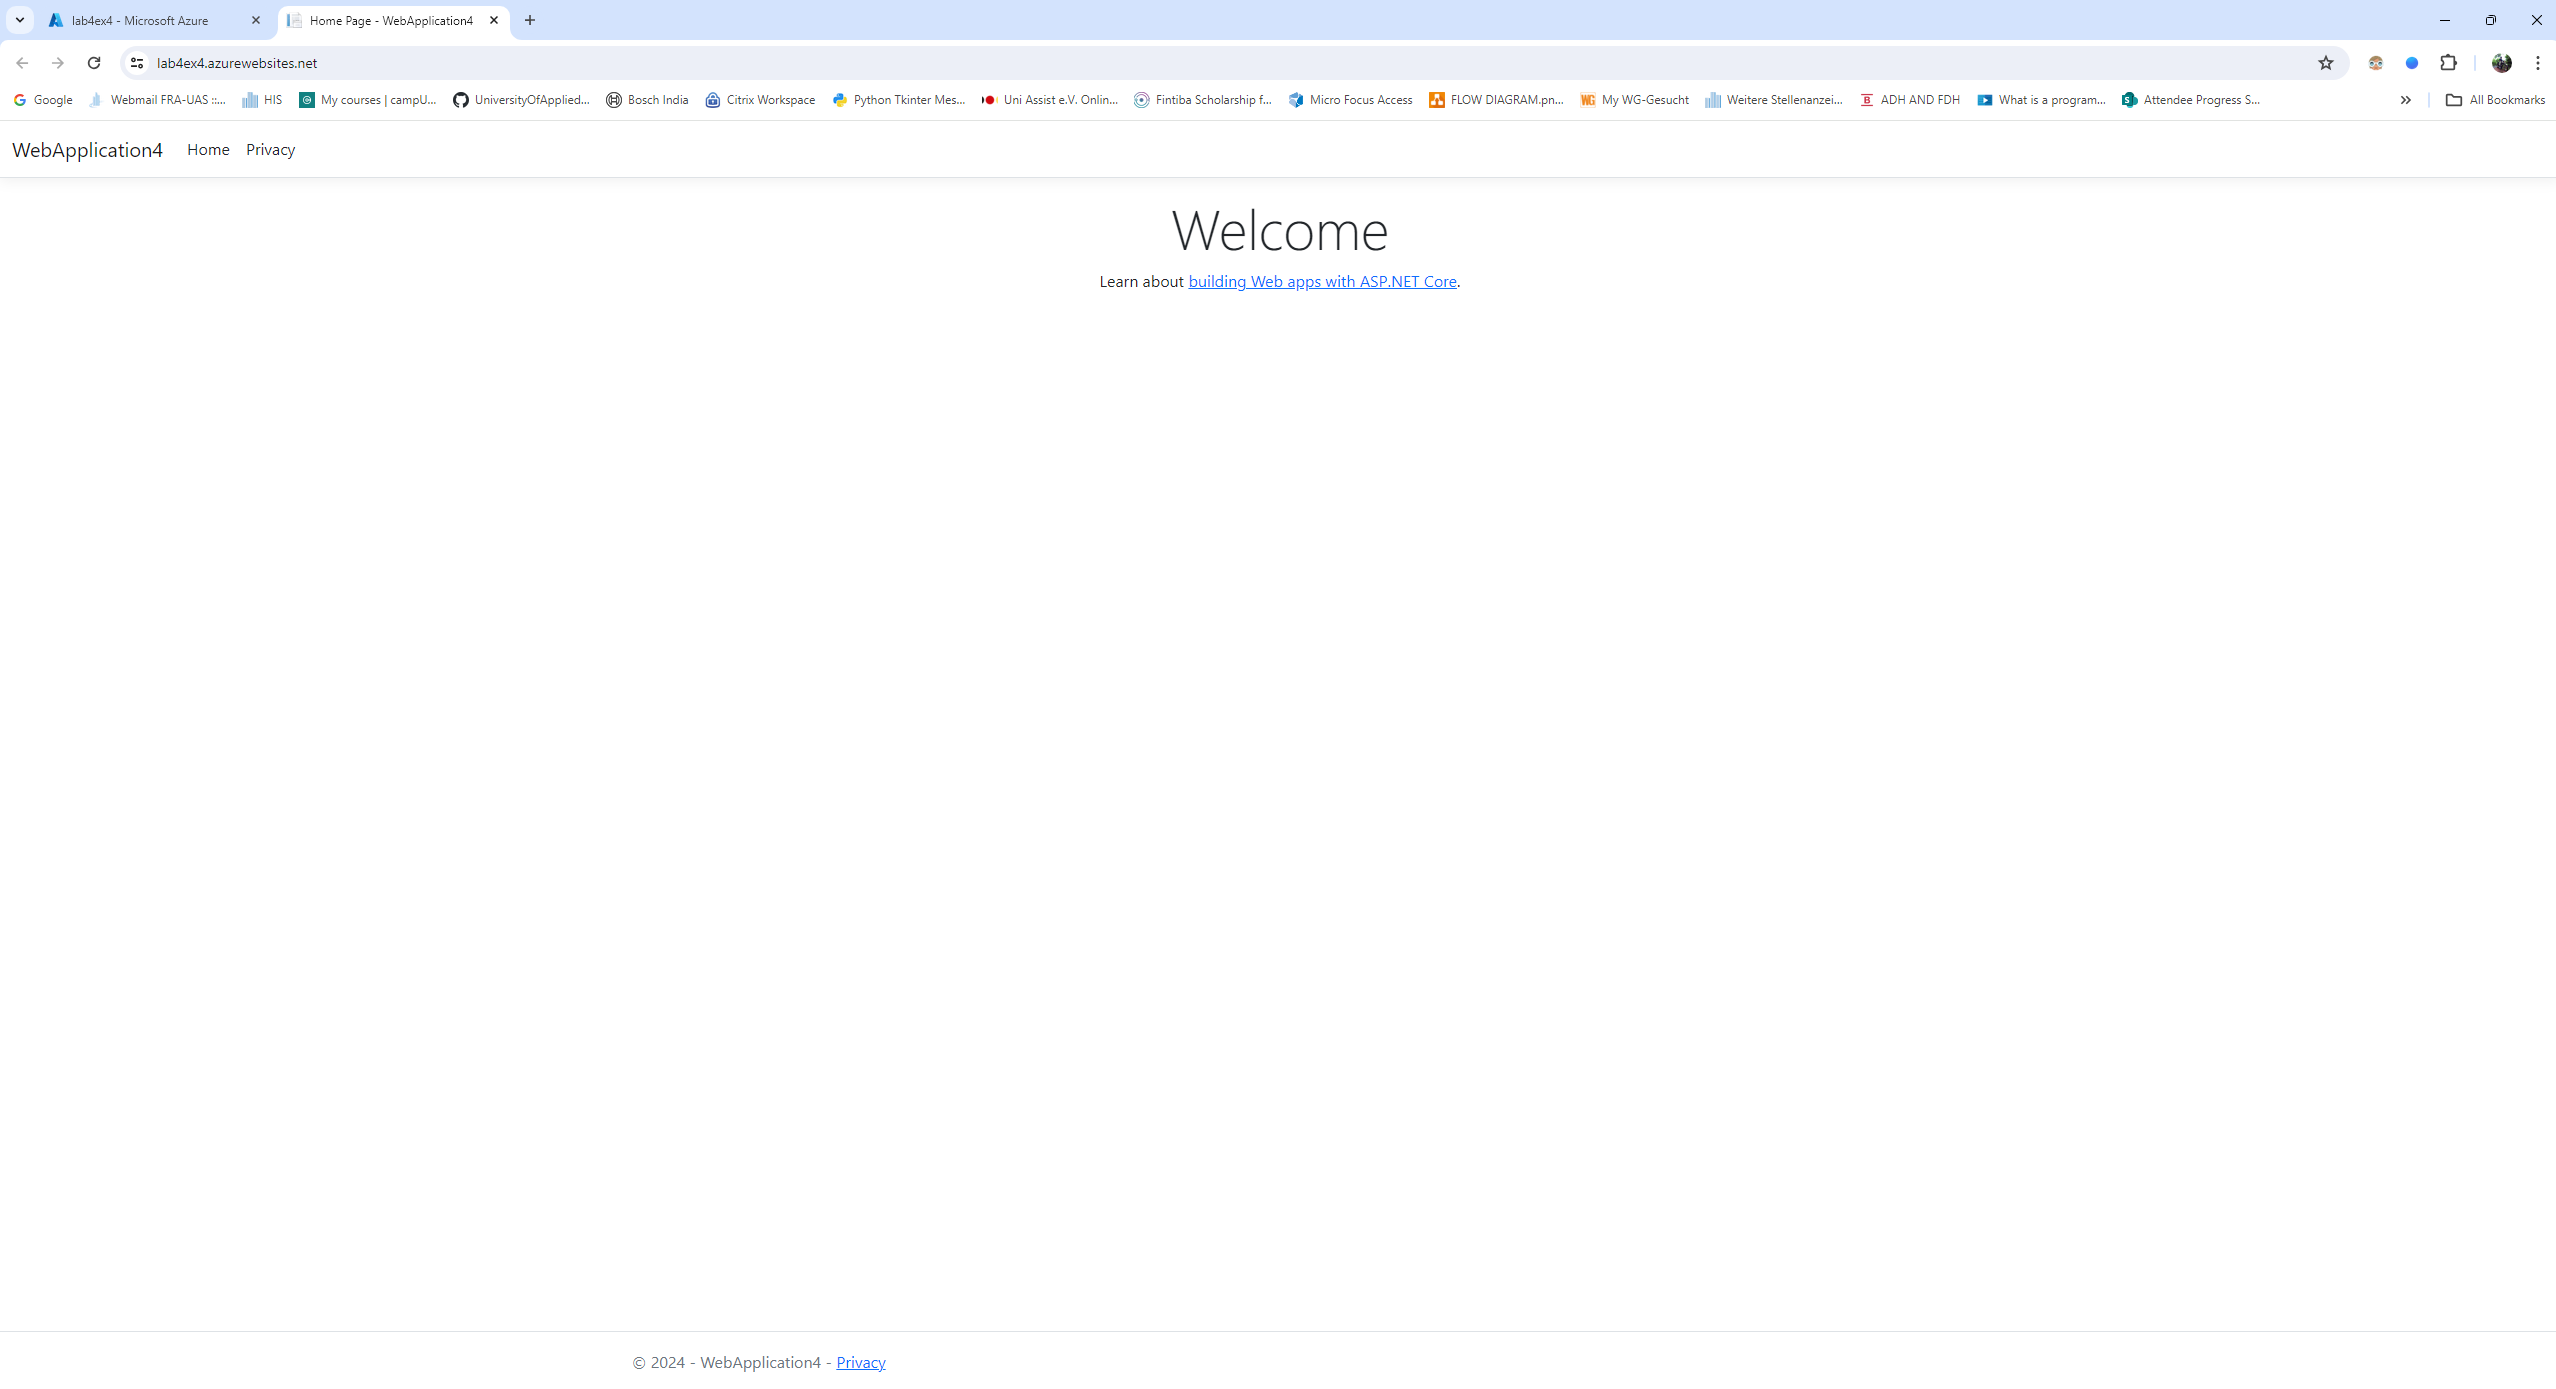 lab4ex4 - Microsoft Azure
Home Page - WebApplication4
lab4ex4.azurewebsites.net
Google
Webmail FRA-UAS ::...
HIS
My courses | campU...
UniversityOfApplied...
Bosch India
Citrix Workspace
Python Tkinter Mes...
Uni Assist e.V. Onlin...
Fintiba Scholarship f...
Micro Focus Access
FLOW DIAGRAM.pn...
My WG-Gesucht
Weitere Stellenanzei...
ADH AND FDH
What is a program...
Attendee Progress S...
All Bookmarks
WebApplication4
Home
Privacy
Welcome
Learn about building Web apps with ASP.NET Core.
© 2024 - WebApplication4 - Privacy